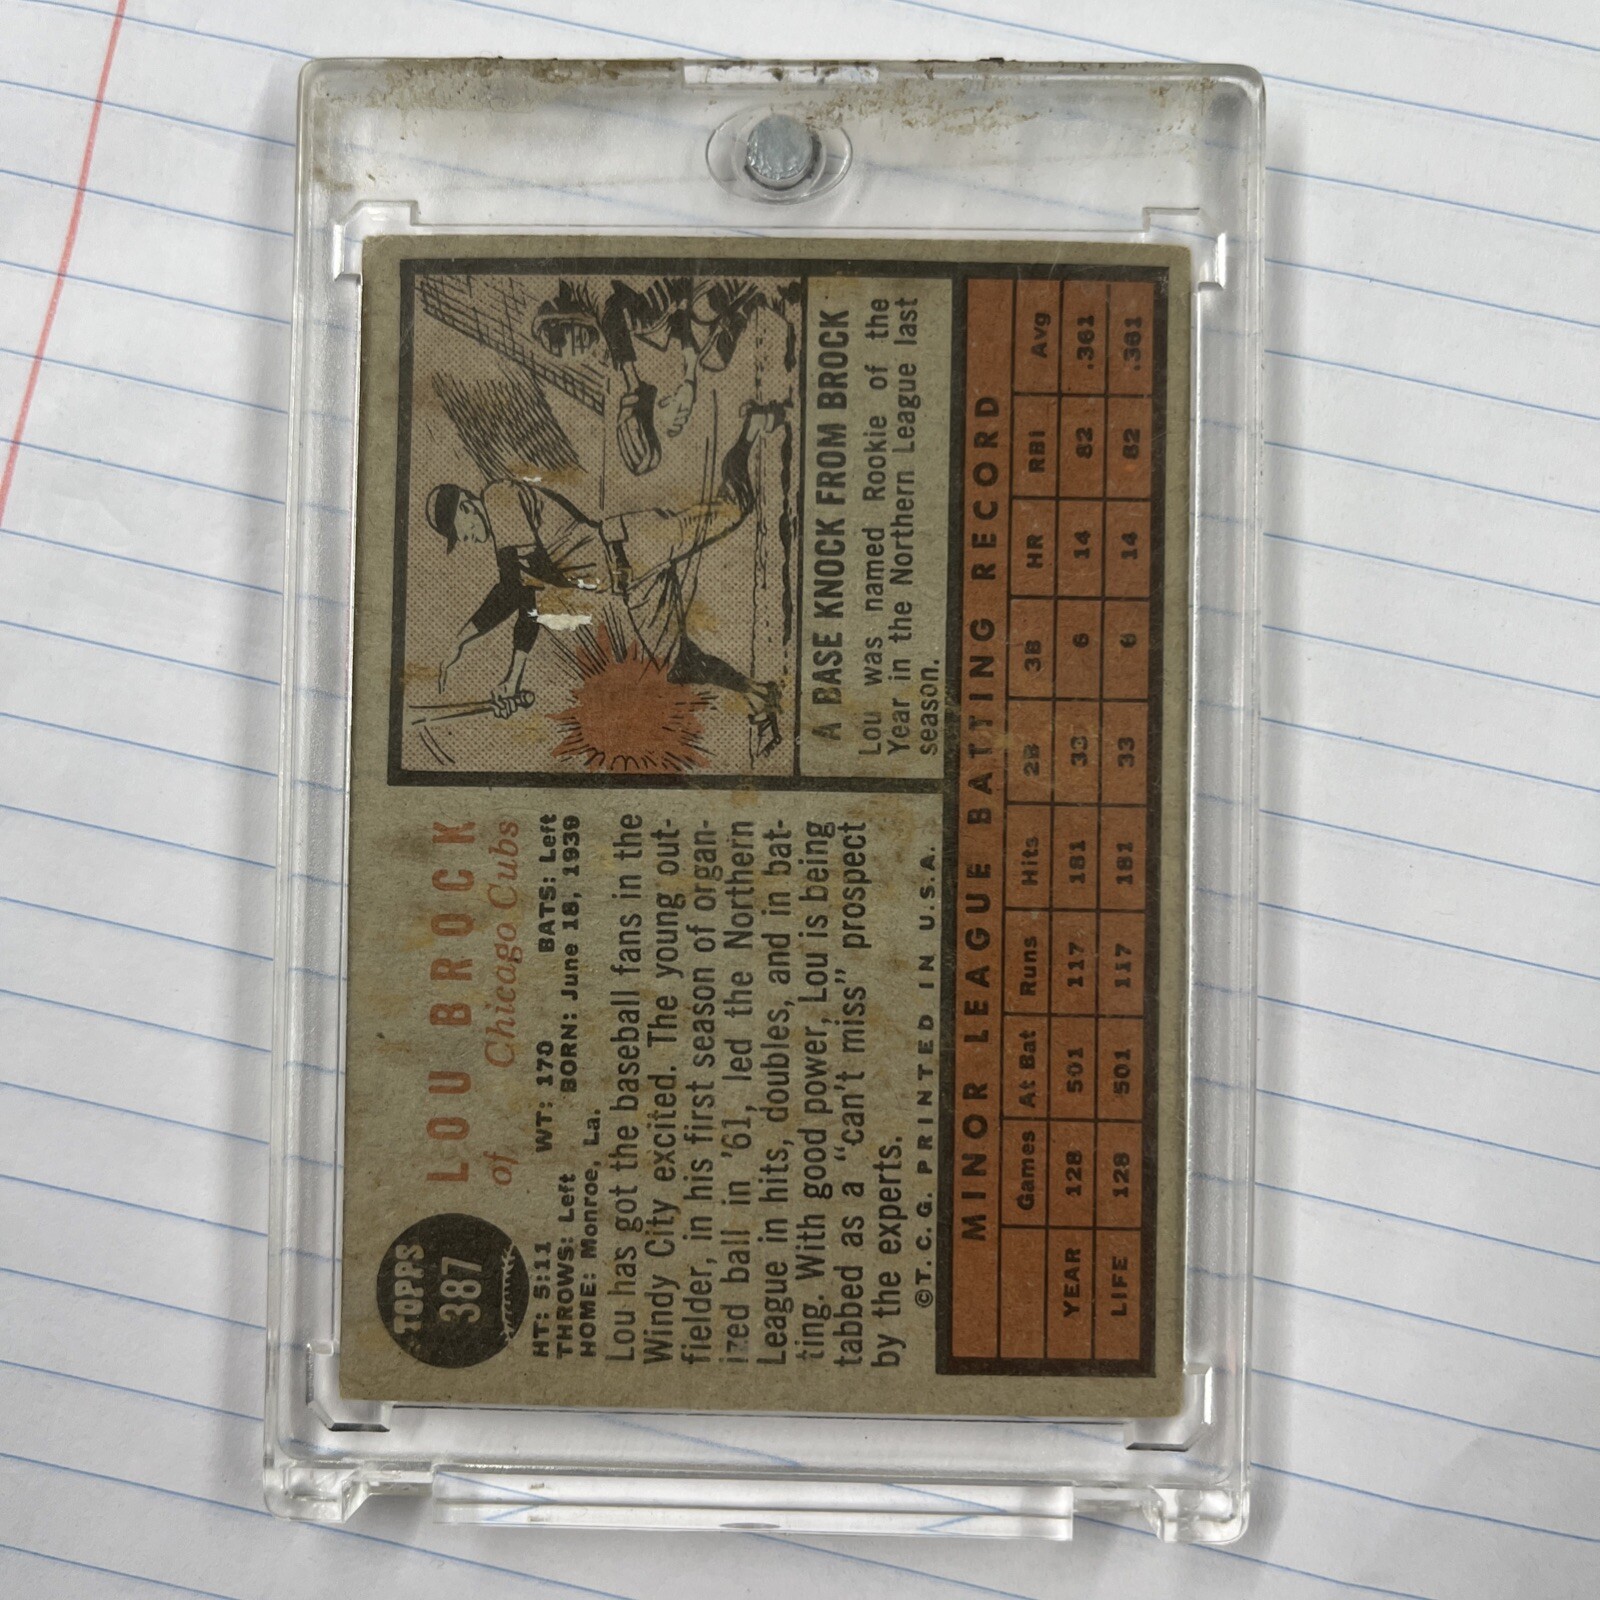 TOPPS
387
LOU BROCK
of Chicago Cubs
HT: 5:11 WT: 170 BATS: Left
THROWS: Left BORN: June 18, 1939
HOME: Monroe, La.
Lou has got the baseball fans in the
Windy City excited. The young out-
fielder, in his first season of organ-
ized ball in '61, led the Northern
League in hits, doubles, and in bat-
ting. With good power, Lou is being
tabbed as a "can't miss" prospect
by the experts.
©T.C.G. PRINTED IN U.S.A.
A BASE KNOCK FROM BROCK
Lou was named Rookie of the
Year in the Northern League last
season.
MINOR LEAGUE BATTING RECORD
Games At Bat Runs Hits 2B 3B HR RBI Avg
YEAR 128 501 117 181 33 6 14 82 .361
LIFE 128 501 117 181 33 6 14 82 .361